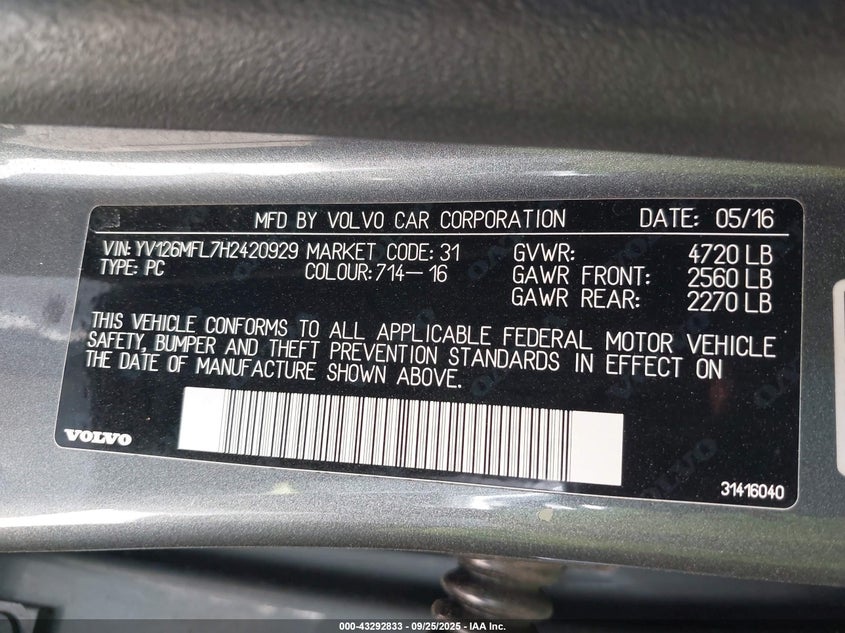 MFD BY VOLVO CAR CORPORATION DATE: 05/16
VIN: YV126MFL7H2420929 MARKET CODE: 31 GVWR: 4720 LB
TYPE: PC COLOUR: 714-16 GAWR FRONT: 2560 LB
GAWR REAR: 2270 LB
THIS VEHICLE CONFORMS TO ALL APPLICABLE FEDERAL MOTOR VEHICLE
SAFETY, BUMPER AND THEFT PREVENTION STANDARDS IN EFFECT ON
THE DATE OF MANUFACTURE SHOWN ABOVE.
VOLVO
31416040
000-43292833 - 09/25/2025 - IAA Inc.